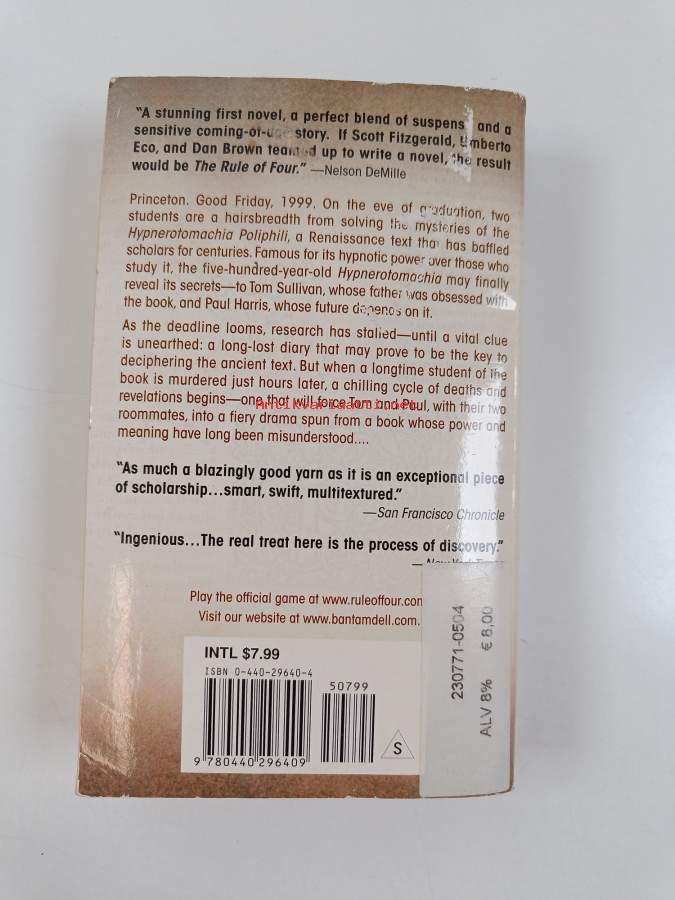 "A stunning first novel, a perfect blend of suspens and a
sensitive coming-of-age story. If Scott Fitzgerald, Umberto
Eco, and Dan Brown teamed up to write a novel, the result
would be The Rule of Four." —Nelson DeMille
Princeton. Good Friday, 1999. On the eve of graduation, two
students are a hairsbreadth from solving the mysteries of the
Hypnerotomachia Poliphili, a Renaissance text that has baffled
scholars for centuries. Famous for its hypnotic power over those who
study it, the five-hundred-year-old Hypnerotomachia may finally
reveal its secrets—to Tom Sullivan, whose father was obsessed with
the book, and Paul Harris, whose future depends on it.
As the deadline looms, research has stalled—until a vital clue
is unearthed: a long-lost diary that may prove to be the key to
deciphering the ancient text. But when a longtime student of the
book is murdered just hours later, a chilling cycle of deaths and
revelations begins—one that will force Tom and Paul, with their two
roommates, into a fiery drama spun from a book whose power and
meaning have long been misunderstood....
"As much a blazingly good yarn as it is an exceptional piece
of scholarship...smart, swift, multitextured."
—San Francisco Chronicle
"Ingenious...The real treat here is the process of discovery."
—New York Times
Play the official game at www.ruleoffour.com
Visit our website at www.bantamdell.com.
INTL $7.99
ISBN 0-440-29640-4
50799
9 780440 296409
S
230771-0504
ALV 8% € 8,00